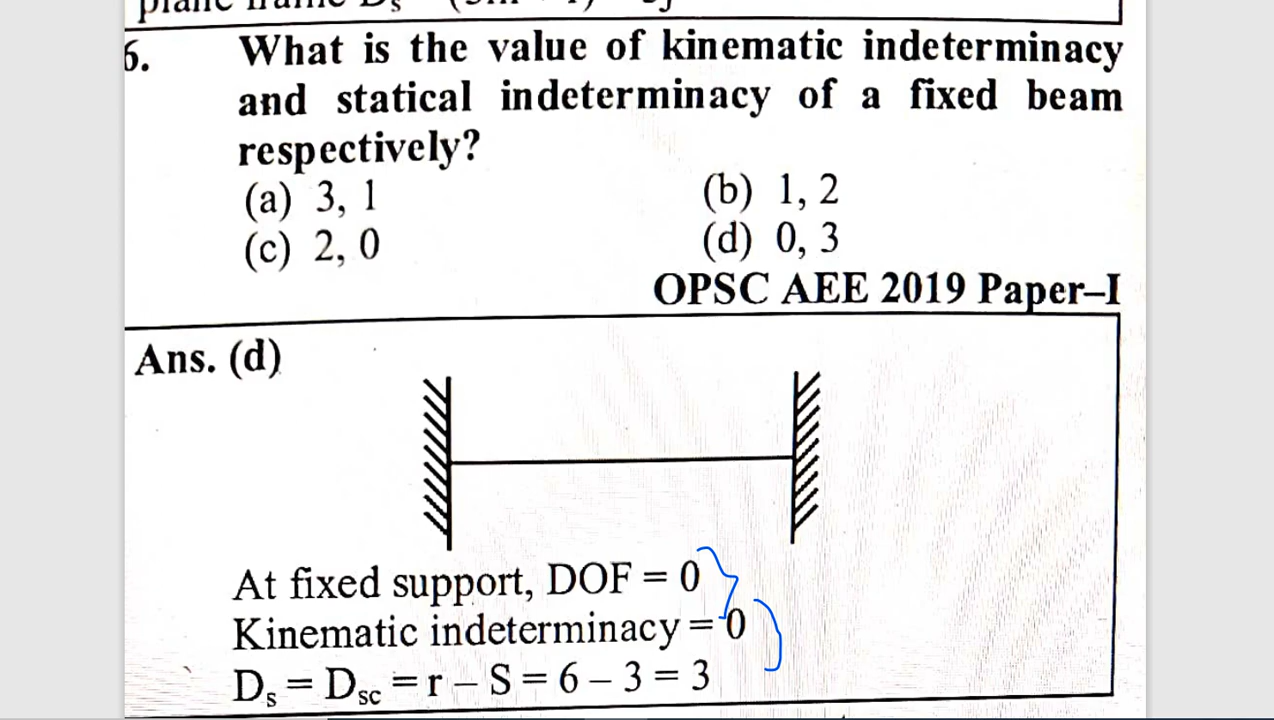 6. What is the value of kinematic indeterminacy
and statical indeterminacy of a fixed beam
respectively?
(a) 3, 1 (b) 1, 2
(c) 2, 0 (d) 0, 3
OPSC AEE 2019 Paper–I
Ans. (d)
At fixed support, DOF = 0
Kinematic indeterminacy = 0
Ds = Dsc = r – S = 6 – 3 = 3